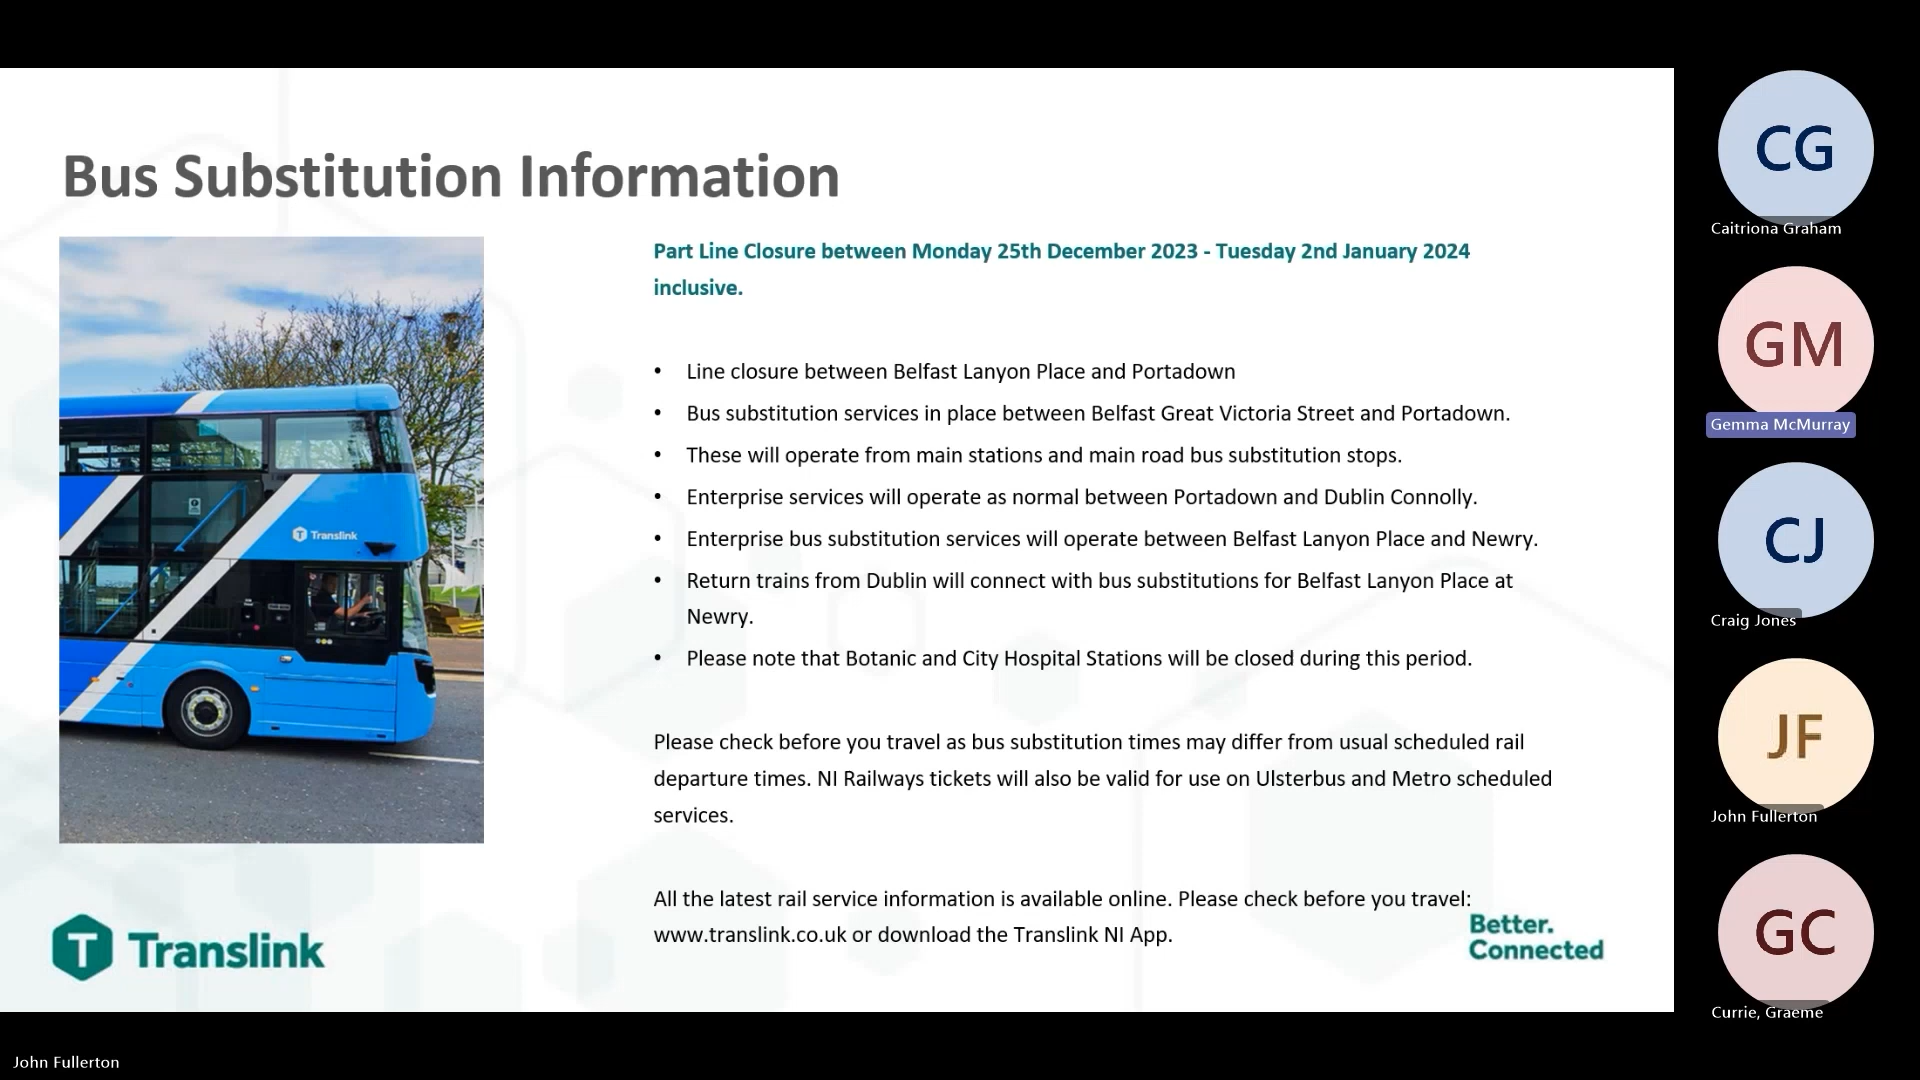 Bus Substitution Information
Part Line Closure between Monday 25th December 2023 - Tuesday 2nd January 2024
inclusive.
• Line closure between Belfast Lanyon Place and Portadown
• Bus substitution services in place between Belfast Great Victoria Street and Portadown.
• These will operate from main stations and main road bus substitution stops.
• Enterprise services will operate as normal between Portadown and Dublin Connolly.
• Enterprise bus substitution services will operate between Belfast Lanyon Place and Newry.
• Return trains from Dublin will connect with bus substitutions for Belfast Lanyon Place at
Newry.
• Please note that Botanic and City Hospital Stations will be closed during this period.
Please check before you travel as bus substitution times may differ from usual scheduled rail
departure times. NI Railways tickets will also be valid for use on Ulsterbus and Metro scheduled
services.
All the latest rail service information is available online. Please check before you travel:
www.translink.co.uk or download the Translink NI App.
T Translink
T Translink
Better.
Connected
CG
Caitriona Graham
GM
Gemma McMurray
CJ
Craig Jones
JF
John Fullerton
GC
Currie, Graeme
John Fullerton